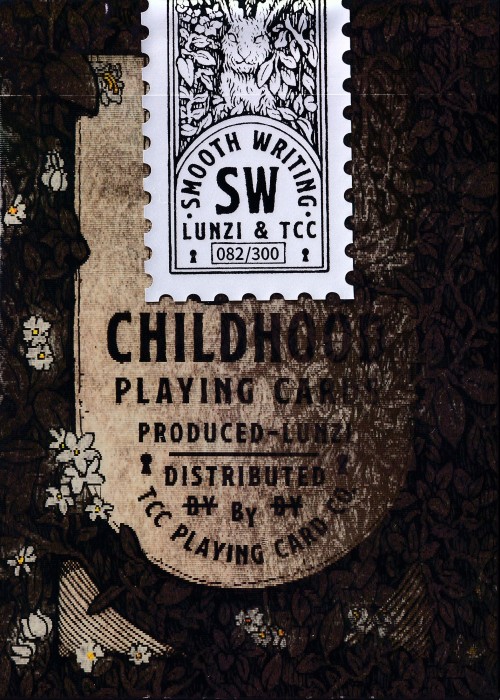 ·SMOOTH WRITING·
SW
LUNZI & TCC
082/300
CHILDHOOD
PLAYING CARDS
PRODUCED-LUNZI
DISTRIBUTED
BY By BY
TCC PLAYING CARD CO.